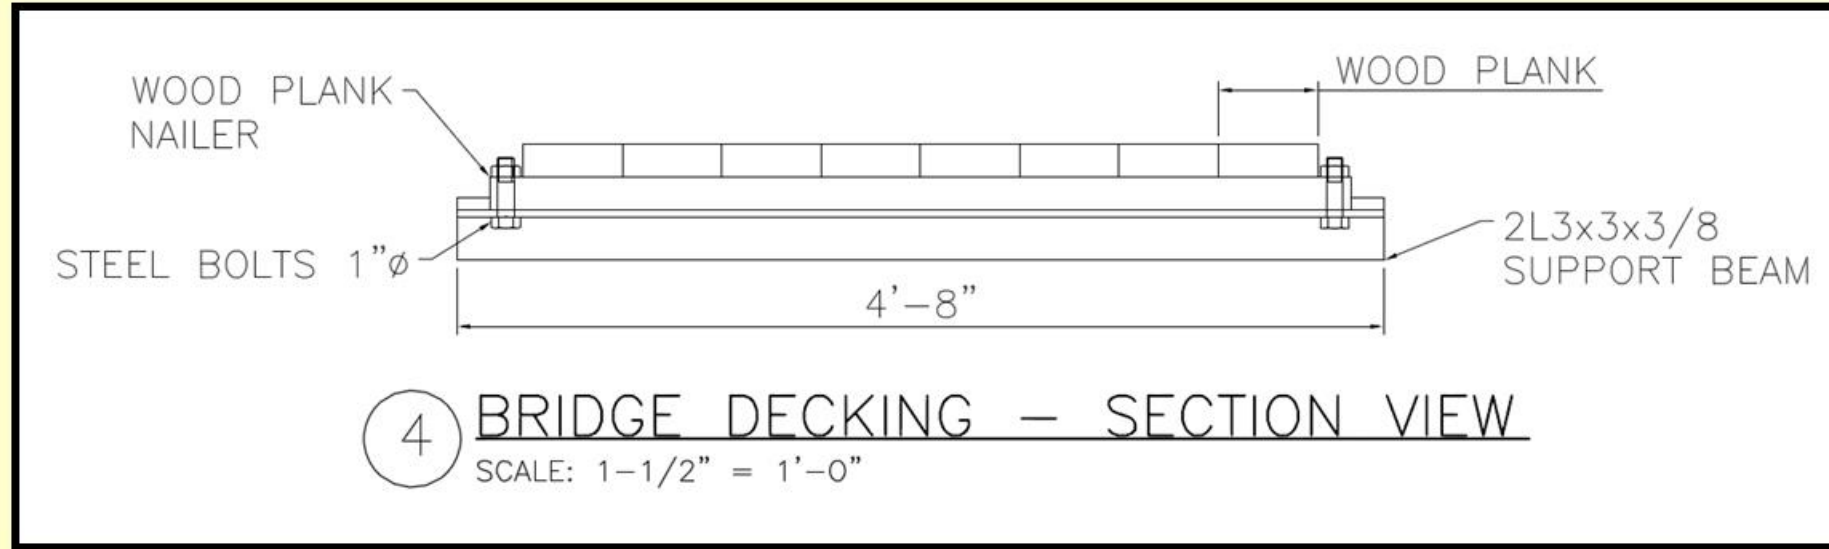 WOOD PLANK
NAILER
WOOD PLANK
STEEL BOLTS 1”ø
2L3x3x3/8
SUPPORT BEAM
4’-8”
4
BRIDGE DECKING – SECTION VIEW
SCALE: 1-1/2” = 1’-0”